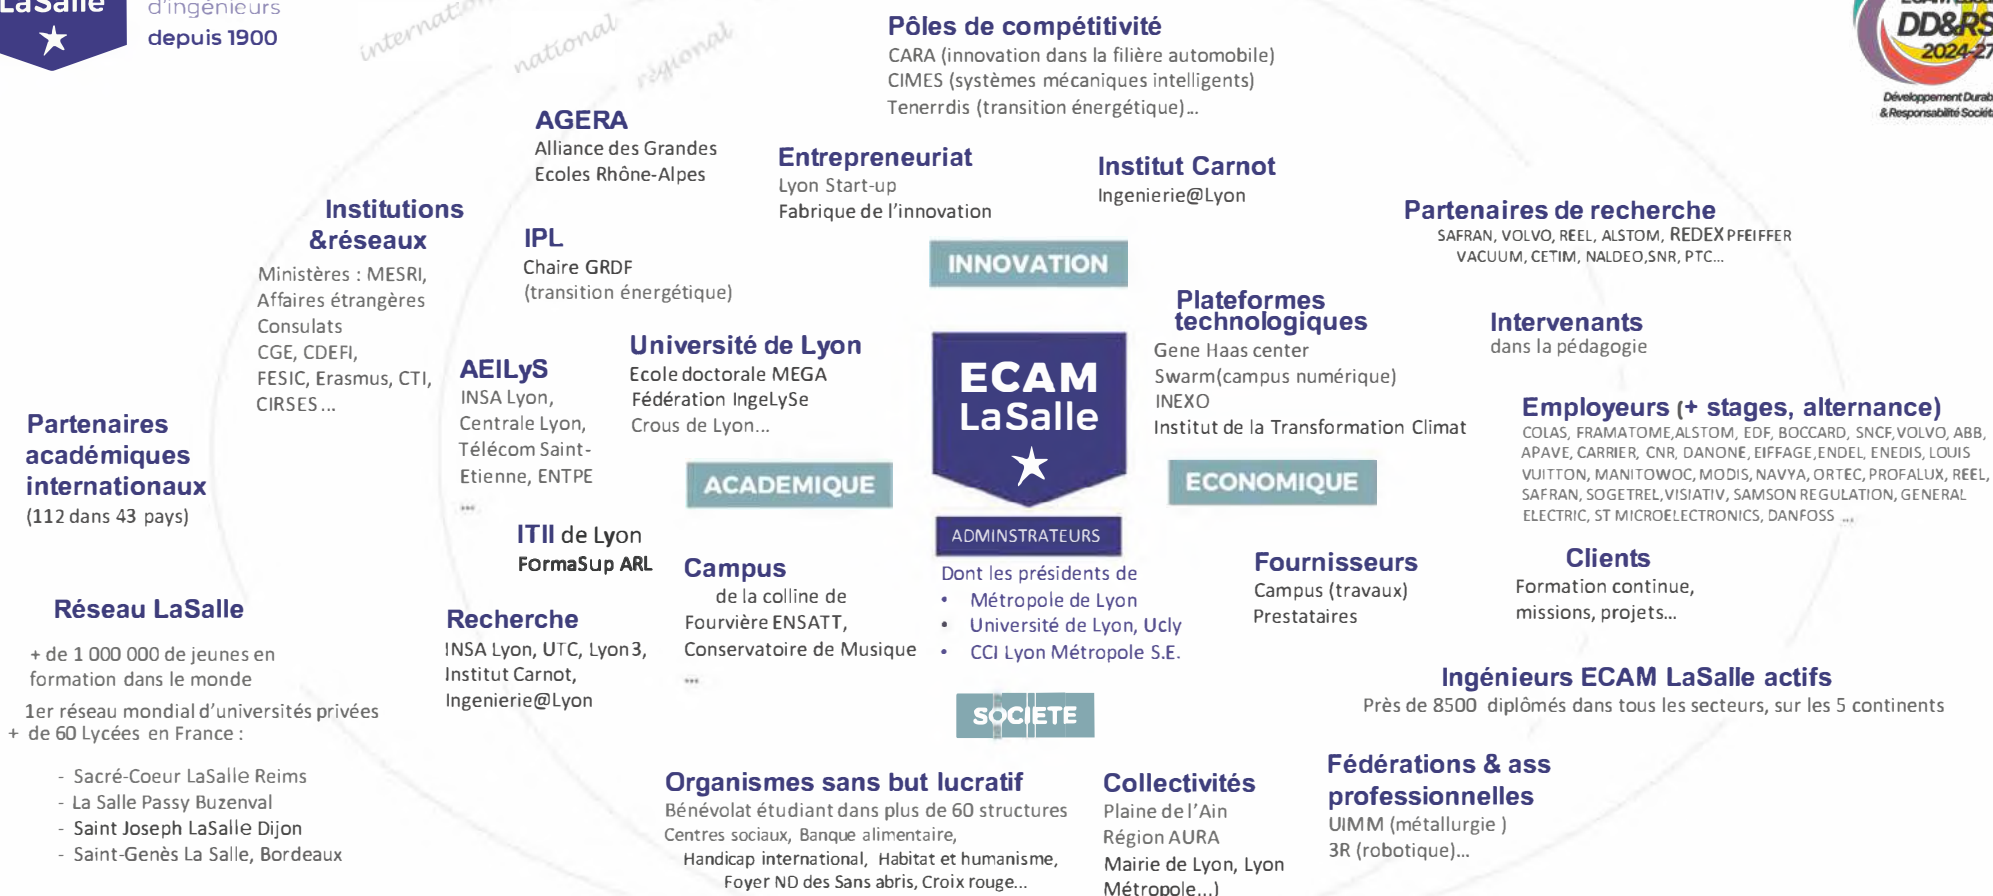 LaSalle
d'ingénieurs
depuis 1900
international
national
régional
DD&RS
2024-27
Développement Durab
& Responsabilité Sociét
Pôles de compétitivité
CARA (innovation dans la filière automobile)
CIMES (systèmes mécaniques intelligents)
Tenerrdis (transition énergétique)...
AGERA
Alliance des Grandes
Ecoles Rhône-Alpes
Entrepreneuriat
Lyon Start-up
Fabrique de l'innovation
Institut Carnot
Ingenierie@Lyon
Institutions
&réseaux
Ministères : MESRI,
Affaires étrangères
Consulats
CGE, CDEFI,
FESIC, Erasmus, CTI,
CIRSES ...
IPL
Chaire GRDF
(transition énergétique)
INNOVATION
Partenaires de recherche
SAFRAN, VOLVO, REEL, ALSTOM, REDEX PFEIFFER
VACUUM, CETIM, NALDEO,SNR, PTC...
Plateformes
technologiques
Gene Haas center
Swarm(campus numérique)
INEXO
Institut de la Transformation Climat
Intervenants
dans la pédagogie
Université de Lyon
Ecole doctorale MEGA
Fédération IngeLySe
Crous de Lyon...
AEILyS
INSA Lyon,
Centrale Lyon,
Télécom Saint-
Etienne, ENTPE
...
ECAM
LaSalle
Employeurs (+ stages, alternance)
COLAS, FRAMATOME,ALSTOM, EDF, BOCCARD, SNCF,VOLVO, ABB,
APAVE, CARRIER, CNR, DANONE, EIFFAGE,ENDEL, ENEDIS, LOUIS
VUITTON, MANITOWOC, MODIS, NAVYA, ORTEC, PROFALUX, REEL,
SAFRAN, SOGETREL,VISIATIV, SAMSON REGULATION, GENERAL
ELECTRIC, ST MICROELECTRONICS, DANFOSS ...
Partenaires
académiques
internationaux
(112 dans 43 pays)
ACADEMIQUE
ECONOMIQUE
ITII de Lyon
FormaSup ARL
ADMINSTRATEURS
Dont les présidents de
• Métropole de Lyon
• Université de Lyon, Ucly
• CCI Lyon Métropole S.E.
Campus
de la colline de
Fourvière ENSATT,
Conservatoire de Musique
...
Fournisseurs
Campus (travaux)
Prestataires
Clients
Formation continue,
missions, projets...
Réseau LaSalle
+ de 1 000 000 de jeunes en
formation dans le monde
1er réseau mondial d'universités privées
+ de 60 Lycées en France :
- Sacré-Coeur LaSalle Reims
- La Salle Passy Buzenval
- Saint Joseph LaSalle Dijon
- Saint-Genès La Salle, Bordeaux
Recherche
INSA Lyon, UTC, Lyon3,
Institut Carnot,
Ingenierie@Lyon
SOCIETE
Ingénieurs ECAM LaSalle actifs
Près de 8500 diplômés dans tous les secteurs, sur les 5 continents
Organismes sans but lucratif
Bénévolat étudiant dans plus de 60 structures
Centres sociaux, Banque alimentaire,
Handicap international, Habitat et humanisme,
Foyer ND des Sans abris, Croix rouge...
Collectivités
Plaine de l'Ain
Région AURA
Mairie de Lyon, Lyon
Métropole...)
Fédérations & ass
professionnelles
UIMM (métallurgie )
3R (robotique)...